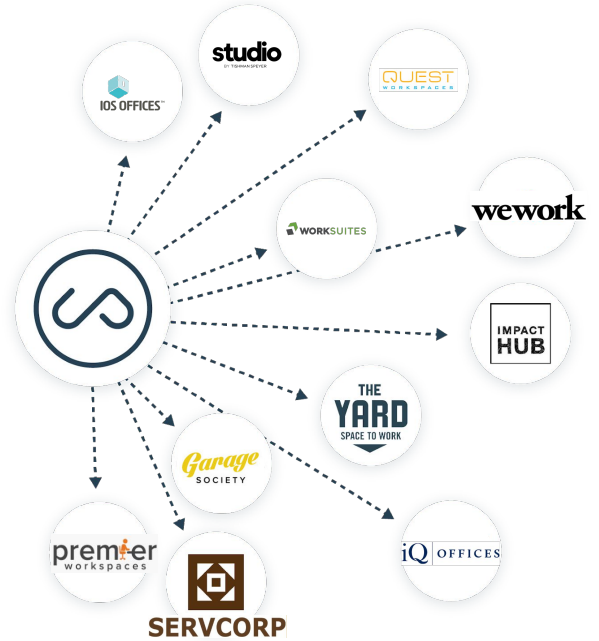 studio
BY TISHMAN SPEYER
IOS OFFICES™
QUEST
WORKSPACES
wework
WORKSUITES
IMPACT
HUB
THE
YARD
SPACE TO WORK
Garage
SOCIETY
premier
workspaces
iQ OFFICES
SERVCORP